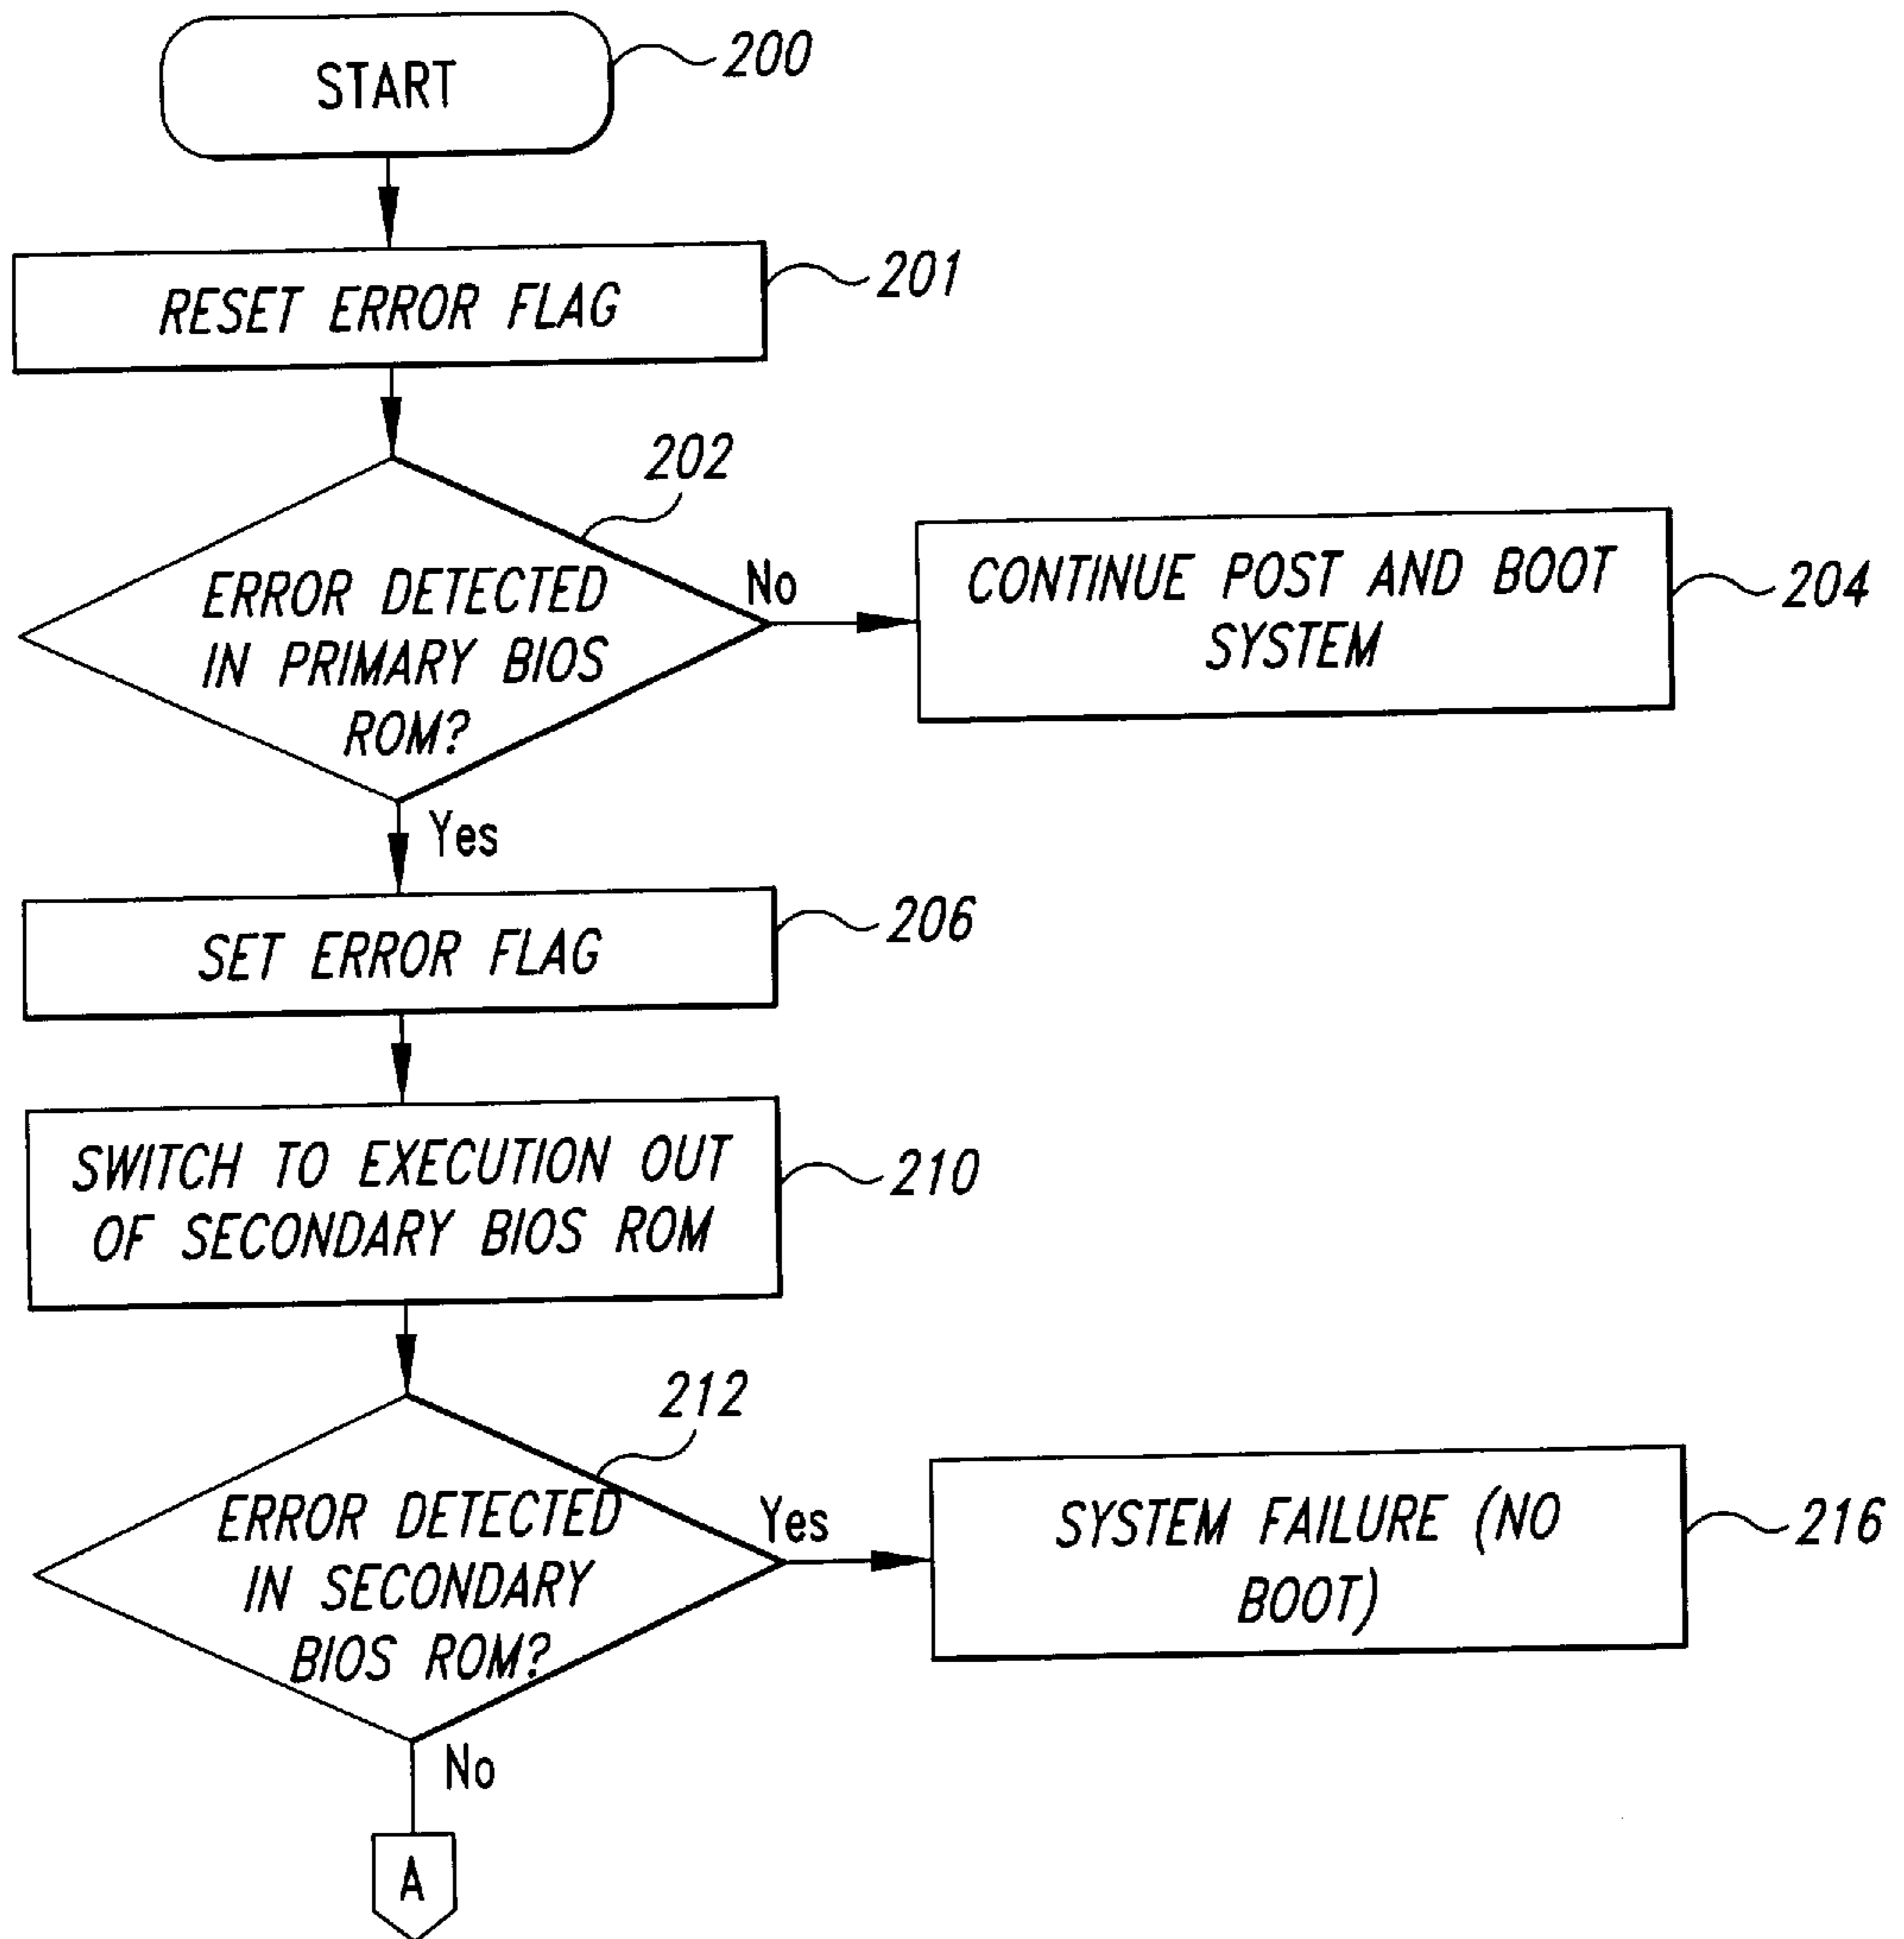 START
200
RESET ERROR FLAG
201
202
ERROR DETECTED
IN PRIMARY BIOS
ROM?
No
CONTINUE POST AND BOOT
SYSTEM
204
Yes
SET ERROR FLAG
206
SWITCH TO EXECUTION OUT
OF SECONDARY BIOS ROM
210
212
ERROR DETECTED
IN SECONDARY
BIOS ROM?
Yes
SYSTEM FAILURE (NO
BOOT)
216
No
A